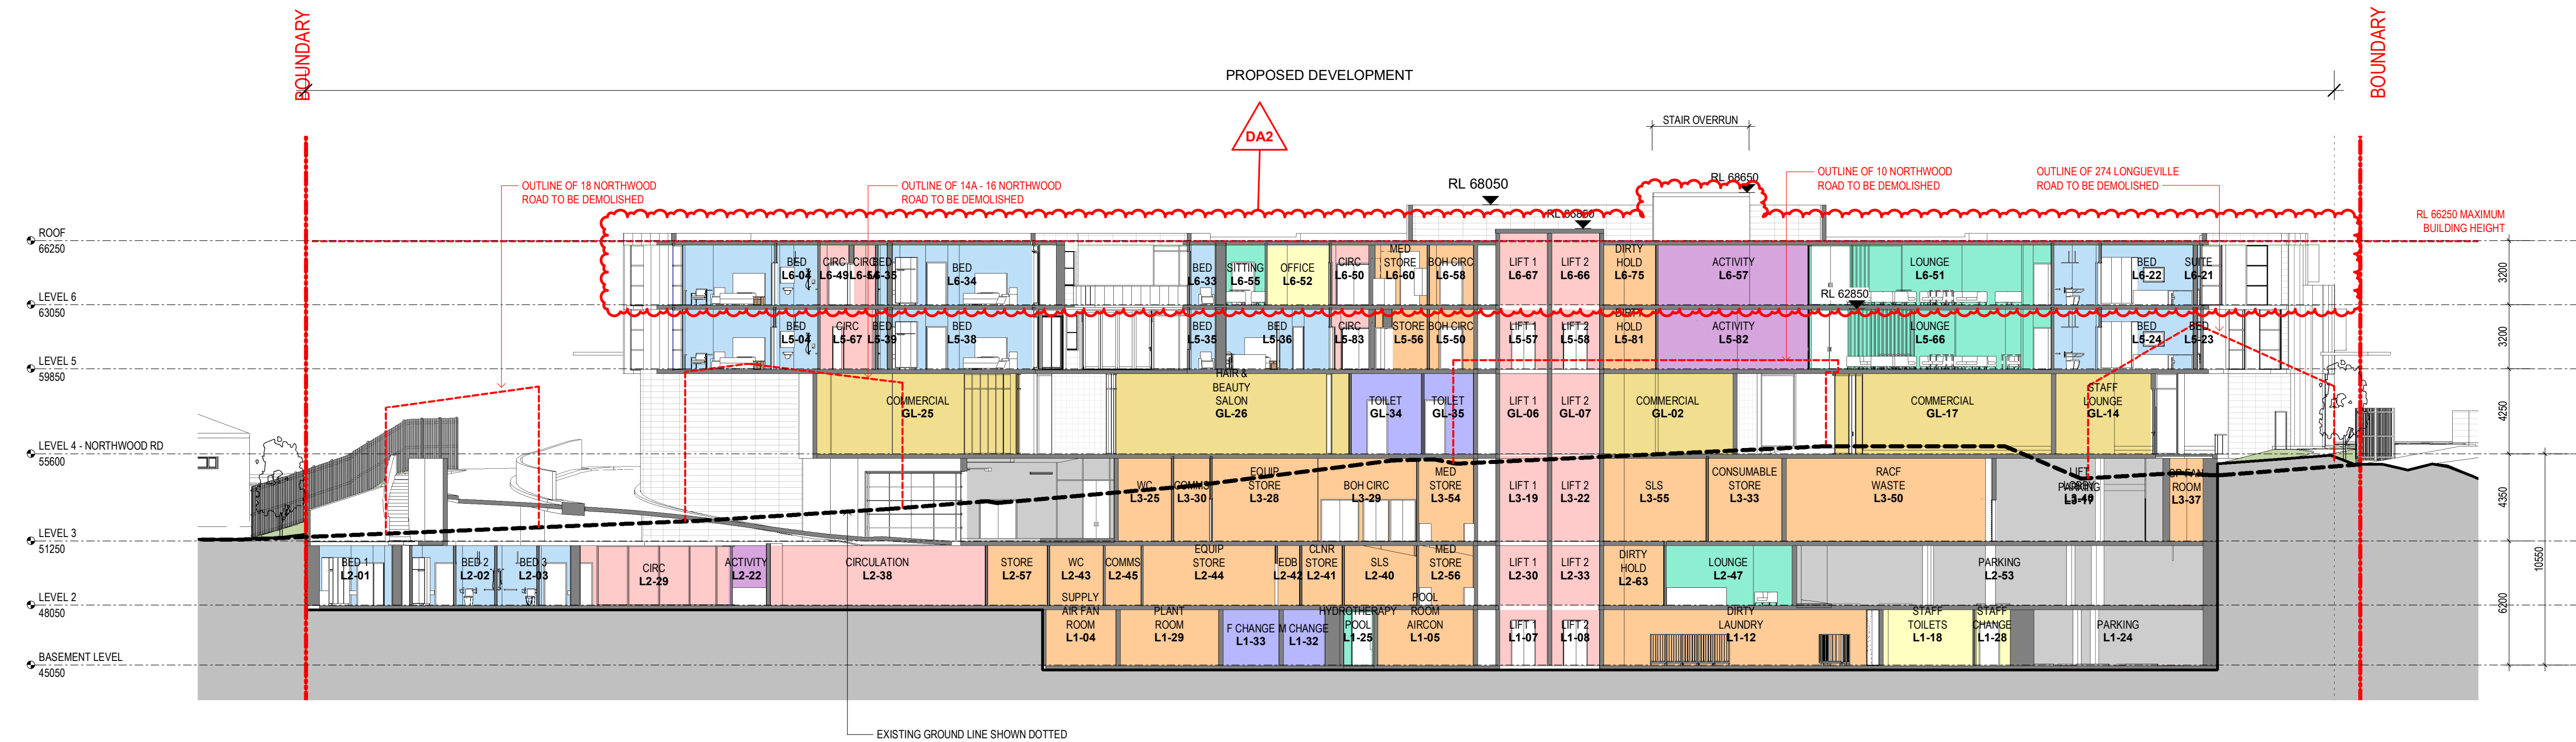 BOUNDARY
BOUNDARY
PROPOSED DEVELOPMENT
DA2
STAIR OVERRUN
OUTLINE OF 18 NORTHWOOD
ROAD TO BE DEMOLISHED
OUTLINE OF 14A - 16 NORTHWOOD
ROAD TO BE DEMOLISHED
RL 68050
RL 68650
OUTLINE OF 10 NORTHWOOD
ROAD TO BE DEMOLISHED
OUTLINE OF 274 LONGUEVILLE
ROAD TO BE DEMOLISHED
RL 66250 MAXIMUM
BUILDING HEIGHT
ROOF
66250
BED
L6-04
CIRC
L6-49
CIRC
BED
L6-35
BED
L6-34
BED
L6-33
SITTING
L6-55
OFFICE
L6-52
CIRC
L6-50
MED
STORE
L6-60
BOH CIRC
L6-58
LIFT 1
L6-67
LIFT 2
L6-66
DIRTY
HOLD
L6-75
ACTIVITY
L6-57
LOUNGE
L6-51
BED
L6-22
SUITE
L6-21
3200
LEVEL 6
63050
RL 62850
BED
L5-04
CIRC
L5-67
BED
L5-39
BED
L5-38
BED
L5-35
BED
L5-36
CIRC
L5-83
STORE
L5-56
BOH CIRC
L5-50
LIFT 1
L5-57
LIFT 2
L5-58
DIRTY
HOLD
L5-81
ACTIVITY
L5-82
LOUNGE
L5-66
BED
L5-24
BED
L5-23
3200
LEVEL 5
59850
COMMERCIAL
GL-25
HAIR &
BEAUTY
SALON
GL-26
TOILET
GL-34
TOILET
GL-35
LIFT 1
GL-06
LIFT 2
GL-07
COMMERCIAL
GL-02
COMMERCIAL
GL-17
STAFF
LOUNGE
GL-14
4250
LEVEL 4 - NORTHWOOD RD
55600
WC
L3-25
COMMS
L3-30
EQUIP
STORE
L3-28
BOH CIRC
L3-29
MED
STORE
L3-54
LIFT 1
L3-19
LIFT 2
L3-22
SLS
L3-55
CONSUMABLE
STORE
L3-33
RACF
WASTE
L3-50
LIFT
PARKING
ROOM
L3-37
4350
LEVEL 3
51250
BED 1
L2-01
BED 2
L2-02
BED 3
L2-03
CIRC
L2-29
ACTIVITY
L2-22
CIRCULATION
L2-38
STORE
L2-57
WC
L2-43
COMMS
L2-45
EQUIP
STORE
L2-44
EDB
L2-42
CLNR
STORE
L2-41
SLS
L2-40
MED
STORE
L2-56
LIFT 1
L2-30
LIFT 2
L2-33
DIRTY
HOLD
L2-63
LOUNGE
L2-47
PARKING
L2-53
10550
6200
LEVEL 2
48050
SUPPLY
AIR FAN
ROOM
L1-04
PLANT
ROOM
L1-29
F CHANGE
L1-33
M CHANGE
L1-32
HYDROTHERAPY
POOL
L1-25
POOL
ROOM
AIRCON
L1-05
LIFT 1
L1-07
LIFT 2
L1-08
DIRTY
LAUNDRY
L1-12
STAFF
TOILETS
L1-18
STAFF
CHANGE
L1-28
PARKING
L1-24
BASEMENT LEVEL
45050
EXISTING GROUND LINE SHOWN DOTTED